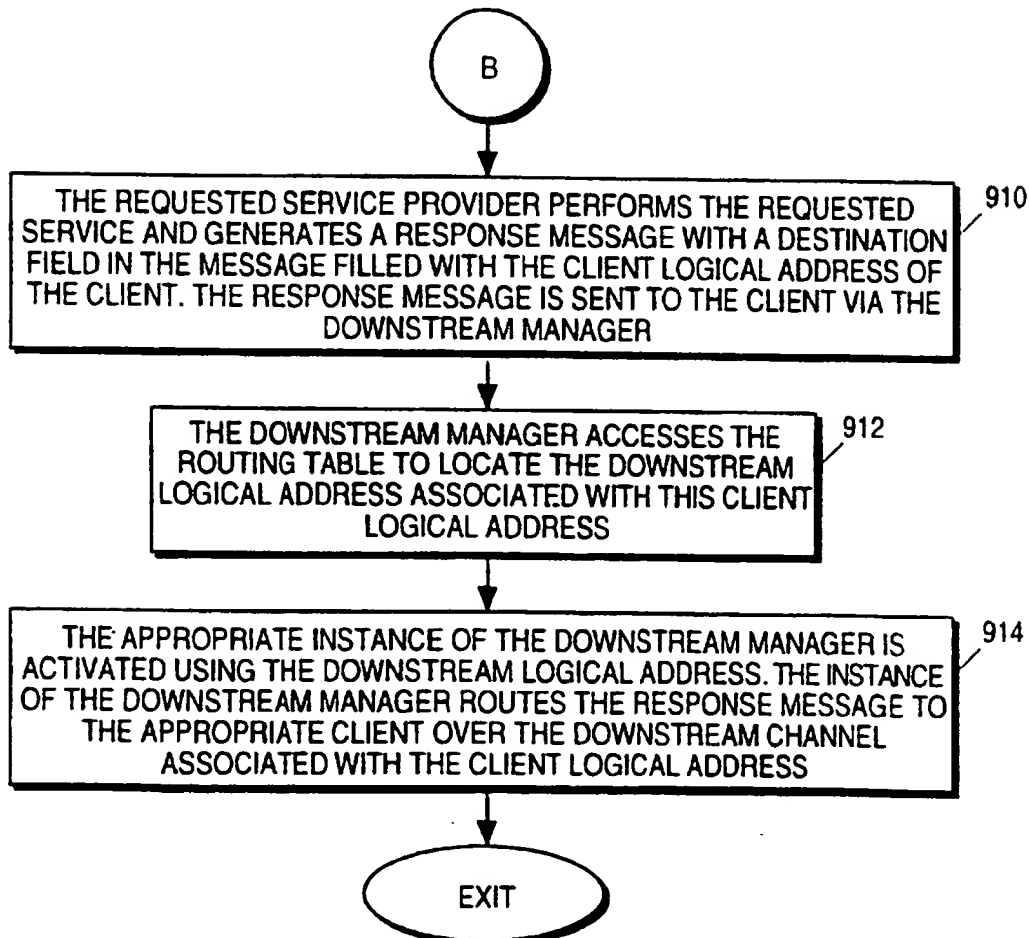 B
THE REQUESTED SERVICE PROVIDER PERFORMS THE REQUESTED
SERVICE AND GENERATES A RESPONSE MESSAGE WITH A DESTINATION
FIELD IN THE MESSAGE FILLED WITH THE CLIENT LOGICAL ADDRESS OF
THE CLIENT. THE RESPONSE MESSAGE IS SENT TO THE CLIENT VIA THE
DOWNSTREAM MANAGER
910
THE DOWNSTREAM MANAGER ACCESSES THE
ROUTING TABLE TO LOCATE THE DOWNSTREAM
LOGICAL ADDRESS ASSOCIATED WITH THIS CLIENT
LOGICAL ADDRESS
912
THE APPROPRIATE INSTANCE OF THE DOWNSTREAM MANAGER IS
ACTIVATED USING THE DOWNSTREAM LOGICAL ADDRESS. THE INSTANCE
OF THE DOWNSTREAM MANAGER ROUTES THE RESPONSE MESSAGE TO
THE APPROPRIATE CLIENT OVER THE DOWNSTREAM CHANNEL
ASSOCIATED WITH THE CLIENT LOGICAL ADDRESS
914
EXIT